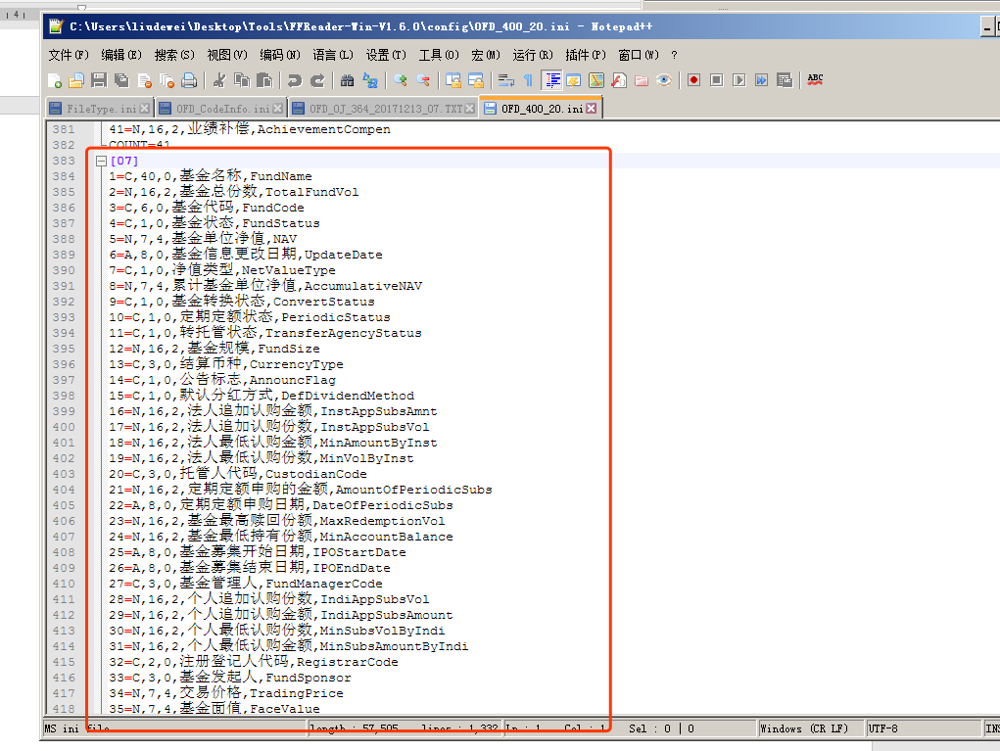 4
C:\Users\liudewei\Desktop\Tools\FFReader-Win-V1.6.0\config\OFD_400_20.ini - Notepad++
文件(F) 编辑(E) 搜索(S) 视图(V) 编码(N) 语言(L) 设置(T) 工具(O) 宏(M) 运行(R) 插件(P) 窗口(W) ?
ABC
FileType.ini OFD_CodeInfo.ini OFD_OJ_364_20171213_07.TXT OFD_400_20.ini
381 41=N,16,2,业绩补偿,AchievementCompen
382 COUNT=41
383 [07]
384 1=C,40,0,基金名称,FundName
385 2=N,16,2,基金总份数,TotalFundVol
386 3=C,6,0,基金代码,FundCode
387 4=C,1,0,基金状态,FundStatus
388 5=N,7,4,基金单位净值,NAV
389 6=A,8,0,基金信息更改日期,UpdateDate
390 7=C,1,0,净值类型,NetValueType
391 8=N,7,4,累计基金单位净值,AccumulativeNAV
392 9=C,1,0,基金转换状态,ConvertStatus
393 10=C,1,0,定期定额状态,PeriodicStatus
394 11=C,1,0,转托管状态,TransferAgencyStatus
395 12=N,16,2,基金规模,FundSize
396 13=C,3,0,结算币种,CurrencyType
397 14=C,1,0,公告标志,AnnouncFlag
398 15=C,1,0,默认分红方式,DefDividendMethod
399 16=N,16,2,法人追加认购金额,InstAppSubsAmnt
400 17=N,16,2,法人追加认购份数,InstAppSubsVol
401 18=N,16,2,法人最低认购金额,MinAmountByInst
402 19=N,16,2,法人最低认购份数,MinVolByInst
403 20=C,3,0,托管人代码,CustodianCode
404 21=N,16,2,定期定额申购的金额,AmountOfPeriodicSubs
405 22=A,8,0,定期定额申购日期,DateOfPeriodicSubs
406 23=N,16,2,基金最高赎回份额,MaxRedemptionVol
407 24=N,16,2,基金最低持有份额,MinAccountBalance
408 25=A,8,0,基金募集开始日期,IPOStartDate
409 26=A,8,0,基金募集结束日期,IPOEndDate
410 27=C,3,0,基金管理人,FundManagerCode
411 28=N,16,2,个人追加认购份数,IndiAppSubsVol
412 29=N,16,2,个人追加认购金额,IndiAppSubsAmount
413 30=N,16,2,个人最低认购份数,MinSubsVolByIndi
414 31=N,16,2,个人最低认购金额,MinSubsAmountByIndi
415 32=C,2,0,注册登记人代码,RegistrarCode
416 33=C,3,0,基金发起人,FundSponsor
417 34=N,7,4,交易价格,TradingPrice
418 35=N,7,4,基金面值,FaceValue
MS ini file length : 57,505 lines : 1,332 Ln : 1 Col : 1 Sel : 0 | 0 Windows (CR LF) UTF-8 INS